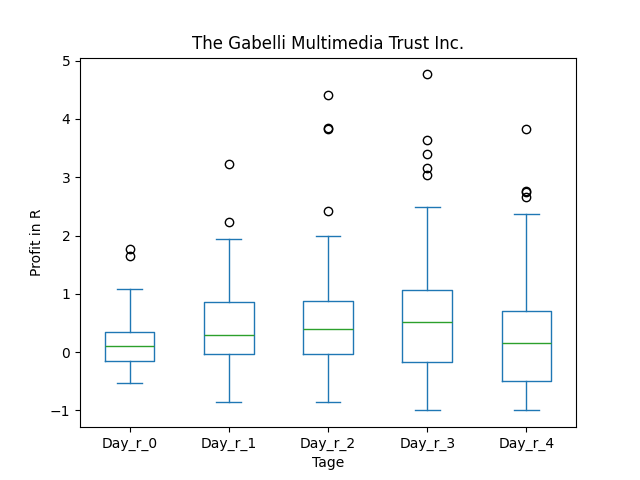 The Gabelli Multimedia Trust Inc.
5
4
3
2
1
0
−1
Profit in R
Day_r_0 Day_r_1 Day_r_2 Day_r_3 Day_r_4
Tage